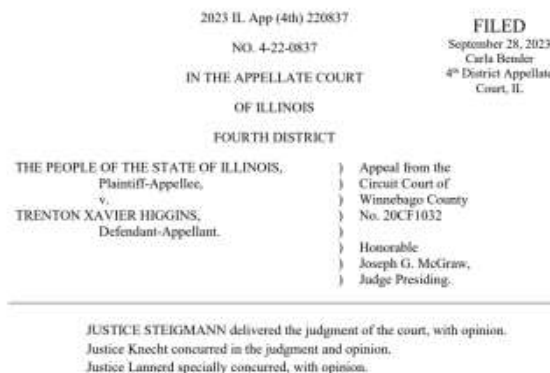 2023 IL App (4th) 220837
NO. 4-22-0837
IN THE APPELLATE COURT
OF ILLINOIS
FOURTH DISTRICT
FILED
September 28, 2023
Carla Bender
4th District Appellate
Court, IL
THE PEOPLE OF THE STATE OF ILLINOIS,
Plaintiff-Appellee,
v.
TRENTON XAVIER HIGGINS,
Defendant-Appellant.
) Appeal from the
) Circuit Court of
) Winnebago County
) No. 20CF1032
)
) Honorable
) Joseph G. McGraw,
) Judge Presiding.
JUSTICE STEIGMANN delivered the judgment of the court, with opinion.
Justice Knecht concurred in the judgment and opinion.
Justice Lannerd specially concurred, with opinion.